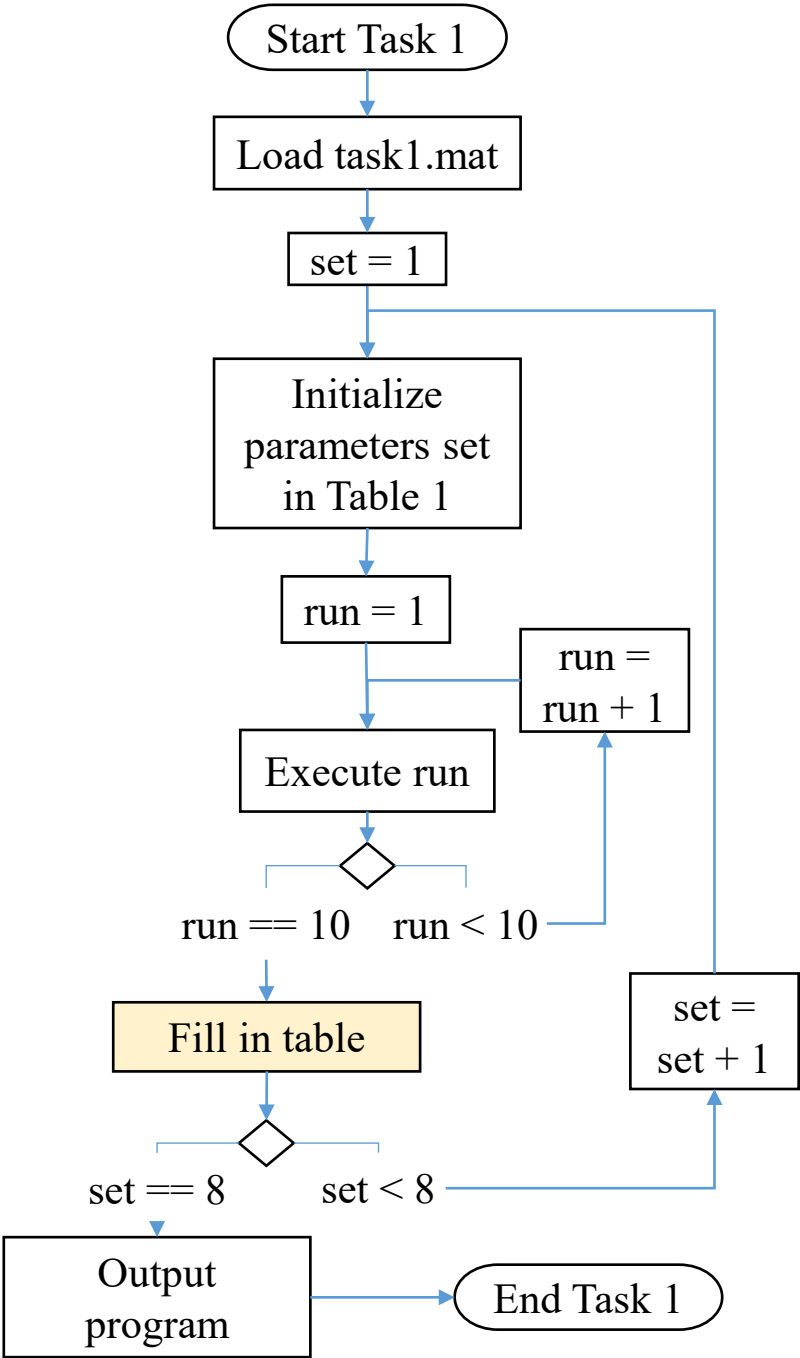 Start Task 1
Load task1.mat
set = 1
Initialize
parameters set
in Table 1
run = 1
run =
run + 1
Execute run
run == 10
run < 10
Fill in table
set =
set + 1
set == 8
set < 8
Output
program
End Task 1